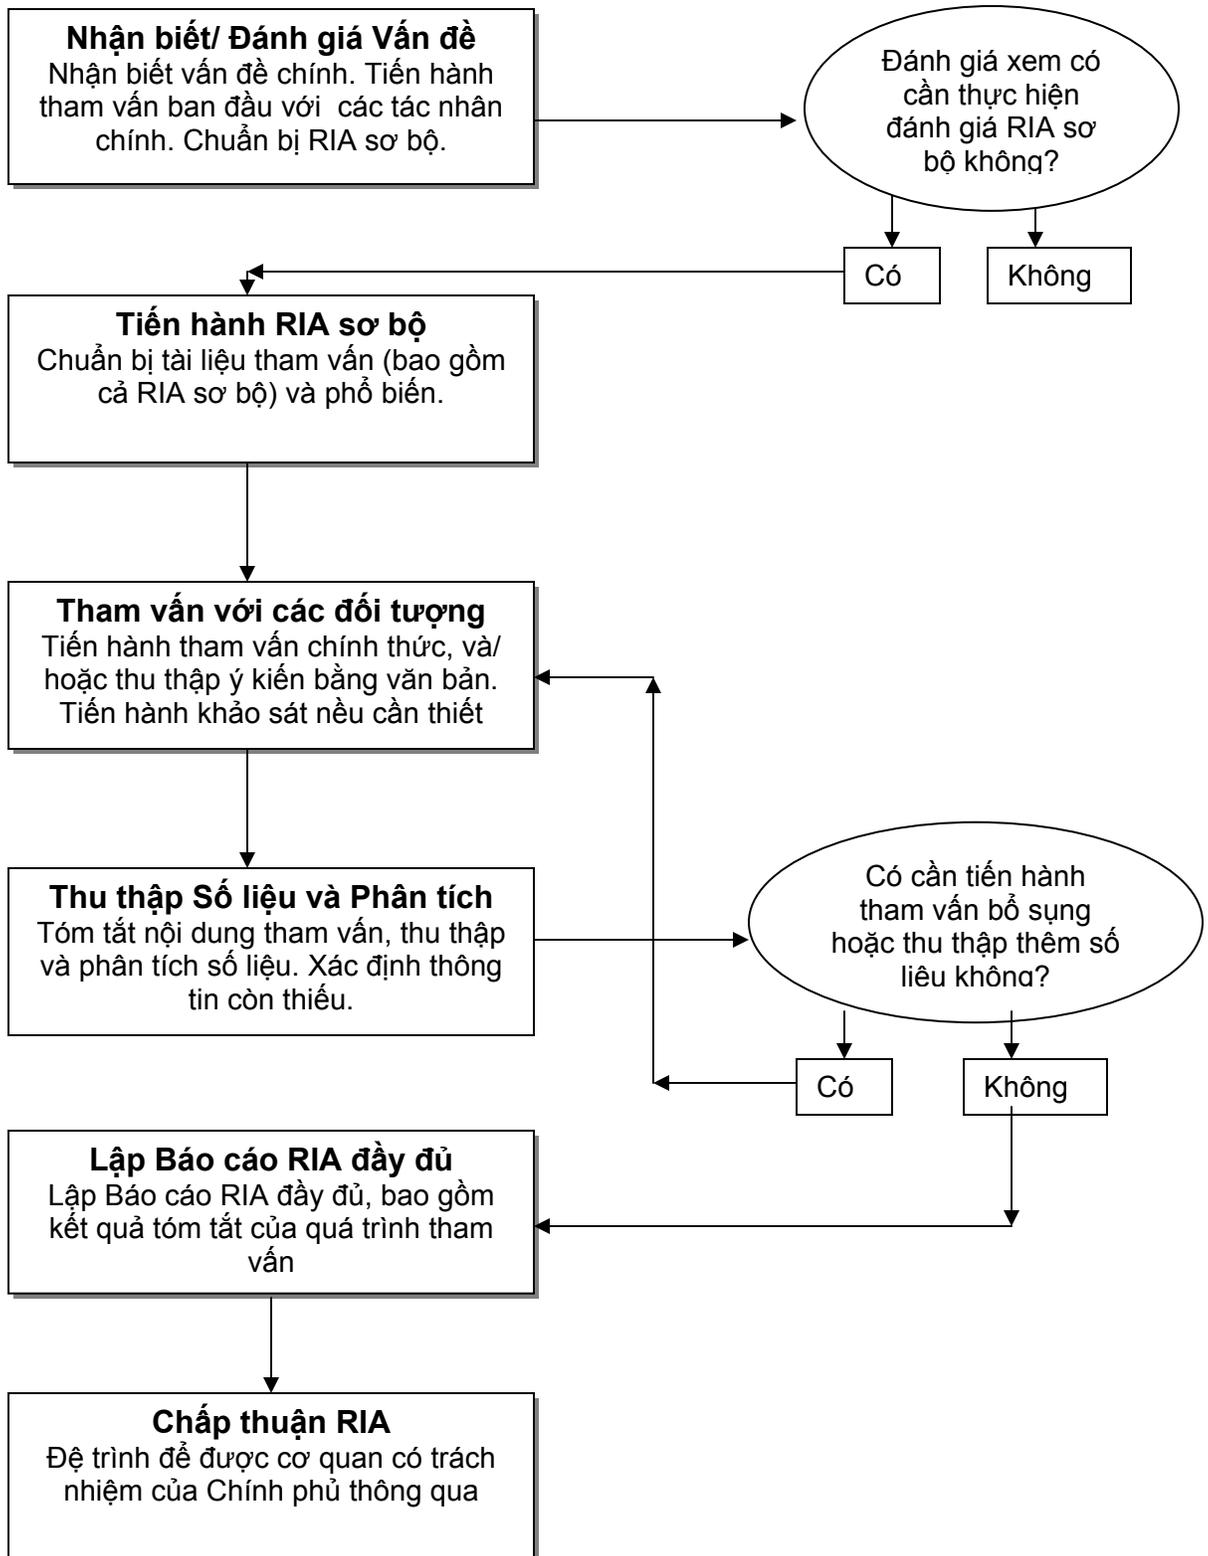 Nhận biết/ Đánh giá Vấn đề
Nhận biết vấn đề chính. Tiến hành
tham vấn ban đầu với các tác nhân
chính. Chuẩn bị RIA sơ bộ.
Đánh giá xem có
cần thực hiện
đánh giá RIA sơ
bộ không?
Có
Không
Tiến hành RIA sơ bộ
Chuẩn bị tài liệu tham vấn (bao gồm
cả RIA sơ bộ) và phổ biến.
Tham vấn với các đối tượng
Tiến hành tham vấn chính thức, và/
hoặc thu thập ý kiến bằng văn bản.
Tiến hành khảo sát nều cần thiết
Thu thập Số liệu và Phân tích
Tóm tắt nội dung tham vấn, thu thập
và phân tích số liệu. Xác định thông
tin còn thiếu.
Có cần tiến hành
tham vấn bổ sụng
hoặc thu thập thêm số
liệu không?
Có
Không
Lập Báo cáo RIA đầy đủ
Lập Báo cáo RIA đầy đủ, bao gồm
kết quả tóm tắt của quá trình tham
vấn
Chấp thuận RIA
Đệ trình để được cơ quan có trách
nhiệm của Chính phủ thông qua